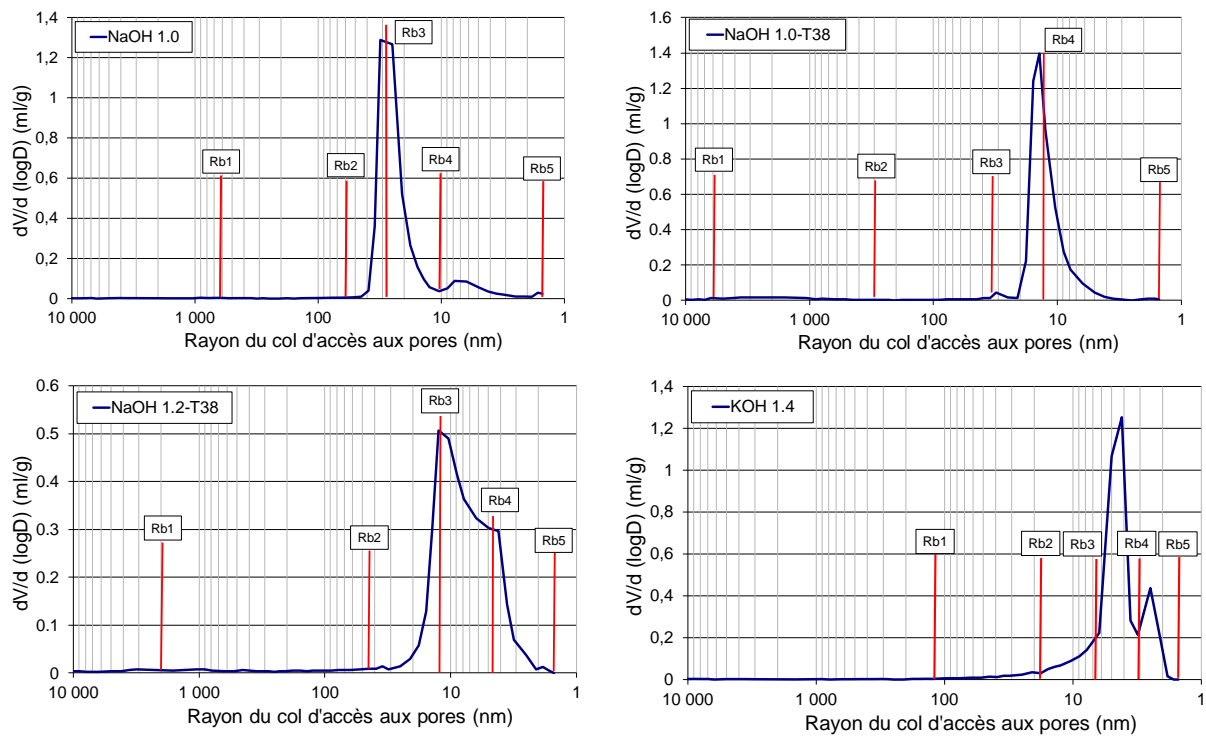 NaOH 1.0
dV/d (logD) (ml/g)
1,4
1,2
1
0,8
0,6
0,4
0,2
0
Rb1
Rb2
Rb3
Rb4
Rb5
10 000
1 000
100
10
1
Rayon du col d'accès aux pores (nm)
NaOH 1.0-T38
dV/d (logD) (ml/g)
1.6
1.4
1.2
1
0.8
0.6
0.4
0.2
0
Rb1
Rb2
Rb3
Rb4
Rb5
10 000
1 000
100
10
1
Rayon du col d'accès aux pores (nm)
NaOH 1.2-T38
dV/d (logD) (ml/g)
0.6
0.5
0.4
0.3
0.2
0.1
0
Rb1
Rb2
Rb3
Rb4
Rb5
10 000
1 000
100
10
1
Rayon du col d'accès aux pores (nm)
KOH 1.4
dV/d (logD) (ml/g)
1,4
1,2
1
0,8
0,6
0,4
0,2
0
Rb1
Rb2
Rb3
Rb4
Rb5
10 000
1 000
100
10
1
Rayon du col d'accès aux pores (nm)